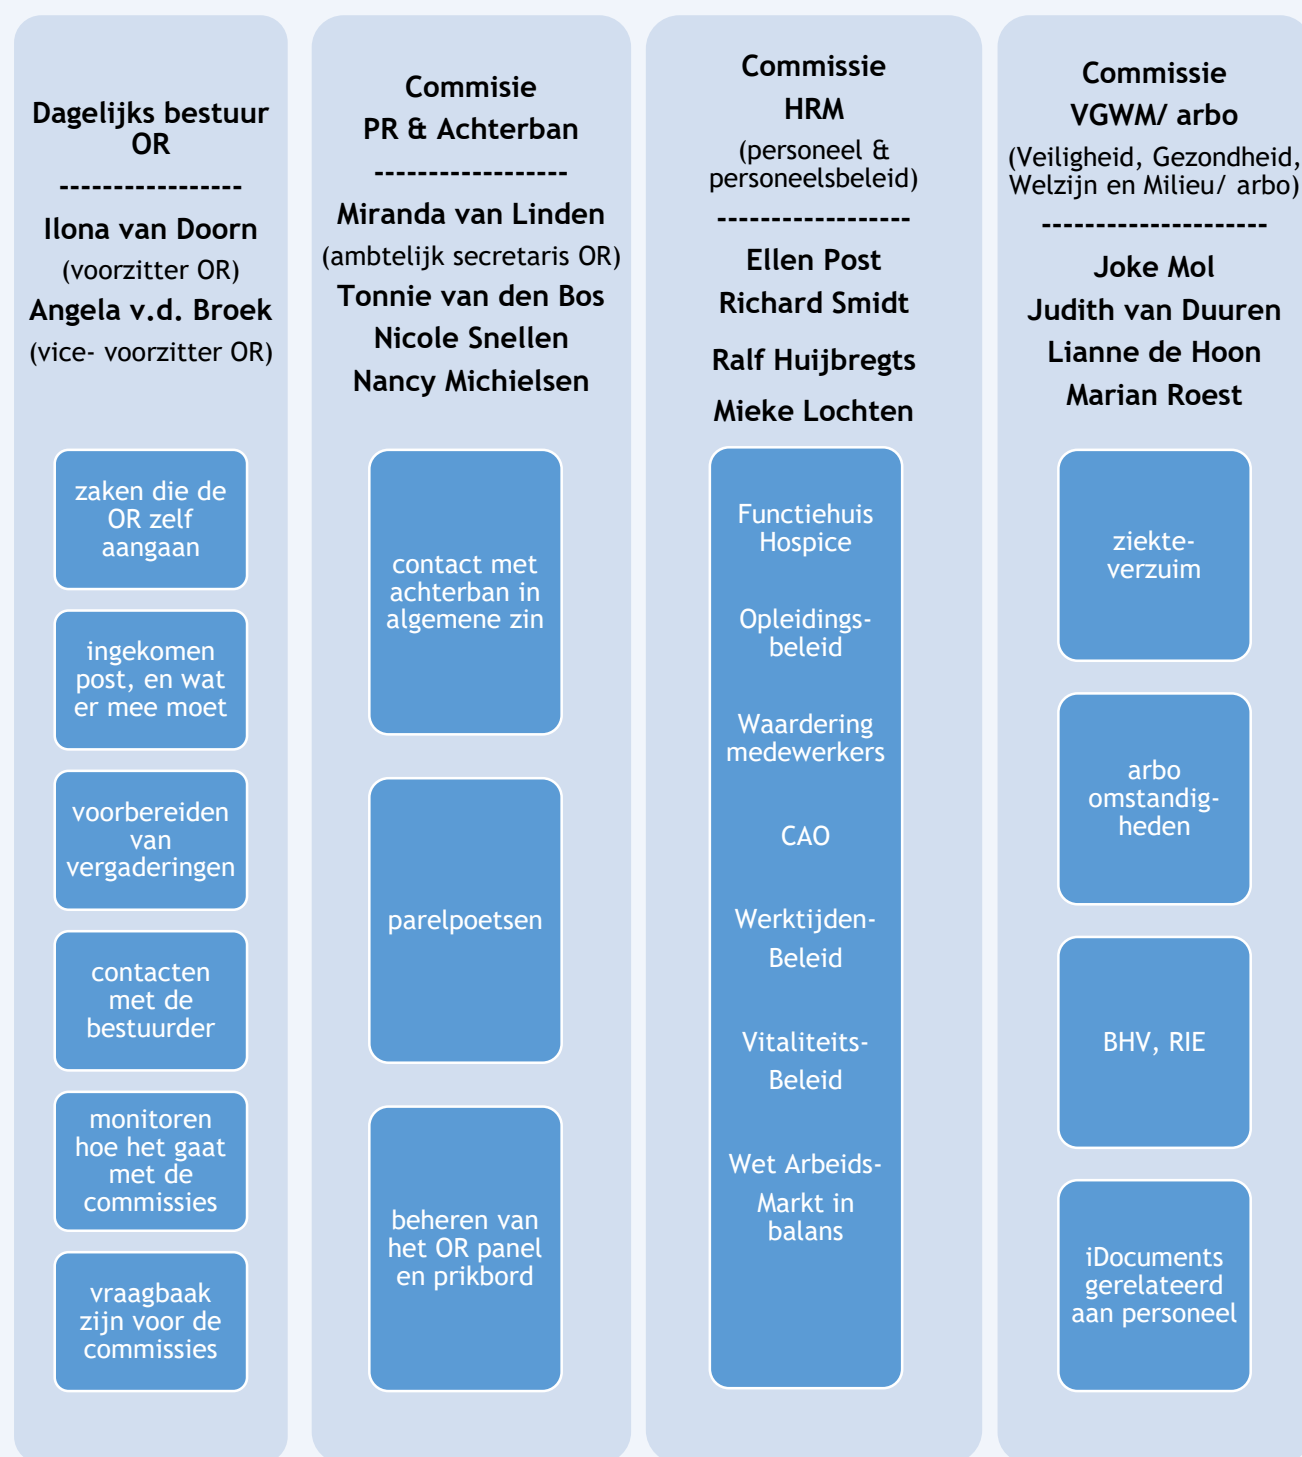 Dagelijks bestuur
OR
-----------------
Ilona van Doorn
(voorzitter OR)
Angela v.d. Broek
(vice- voorzitter OR)
zaken die de
OR zelf
aangaan
ingekomen
post, en wat
er mee moet
voorbereiden
van
vergaderingen
contacten
met de
bestuurder
monitoren
hoe het gaat
met de
commissies
vraagbaak
zijn voor de
commissies
Commisie
PR & Achterban
------------------
Miranda van Linden
(ambtelijk secretaris OR)
Tonnie van den Bos
Nicole Snellen
Nancy Michielsen
contact met
achterban in
algemene zin
parelpoetsen
beheren van
het OR panel
en prikbord
Commissie
HRM
(personeel &
personeelsbeleid)
------------------
Ellen Post
Richard Smidt
Ralf Huijbregts
Mieke Lochten
Functiehuis
Hospice
Opleidings-
beleid
Waardering
medewerkers
CAO
Werktijden-
Beleid
Vitaliteits-
Beleid
Wet Arbeids-
Markt in
balans
Commissie
VGWM/ arbo
(Veiligheid, Gezondheid,
Welzijn en Milieu/ arbo)
---------------------
Joke Mol
Judith van Duuren
Lianne de Hoon
Marian Roest
ziekte-
verzuim
arbo
omstandig-
heden
BHV, RIE
iDocuments
gerelateerd
aan personeel